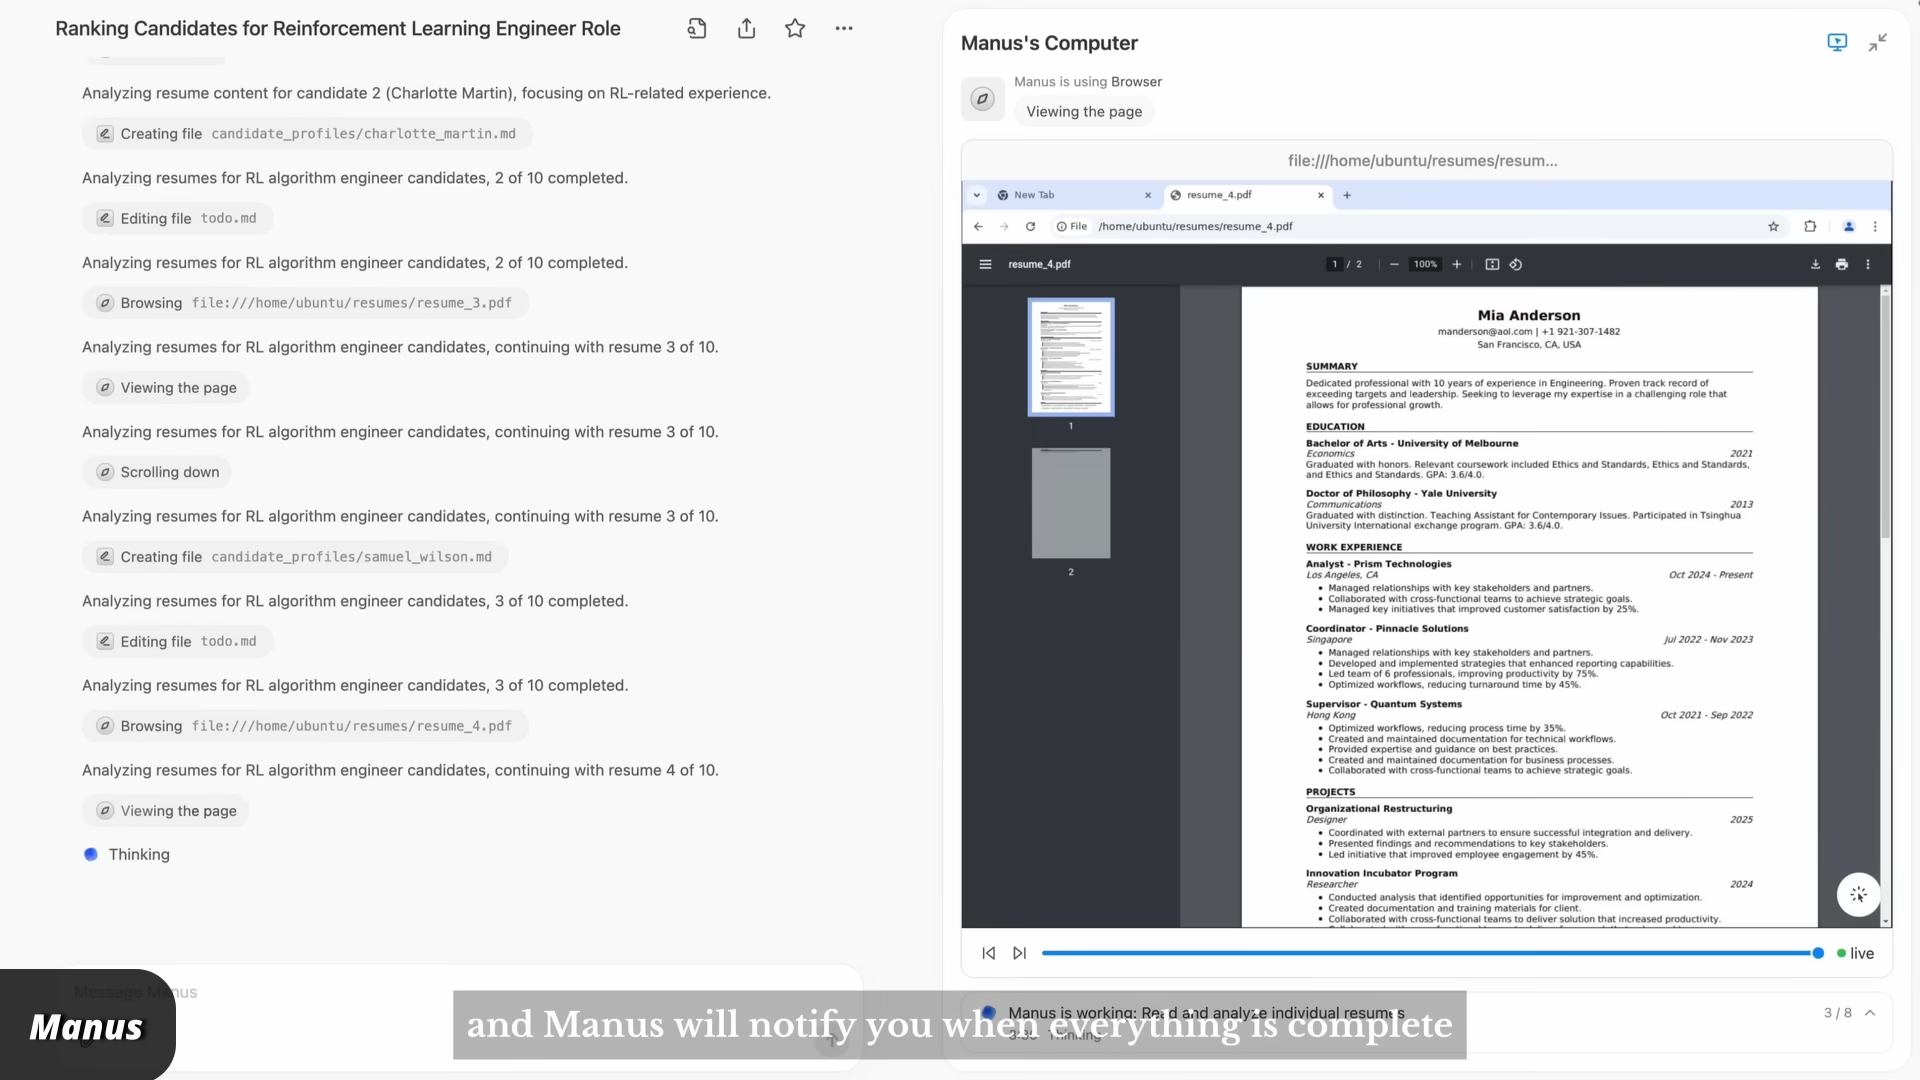 Ranking Candidates for Reinforcement Learning Engineer Role
Analyzing resume content for candidate 2 (Charlotte Martin), focusing on RL-related experience.
Creating file candidate_profiles/charlotte_martin.md
Analyzing resumes for RL algorithm engineer candidates, 2 of 10 completed.
Editing file todo.md
Analyzing resumes for RL algorithm engineer candidates, 2 of 10 completed.
Browsing file:///home/ubuntu/resumes/resume_3.pdf
Analyzing resumes for RL algorithm engineer candidates, continuing with resume 3 of 10.
Viewing the page
Analyzing resumes for RL algorithm engineer candidates, continuing with resume 3 of 10.
Scrolling down
Analyzing resumes for RL algorithm engineer candidates, continuing with resume 3 of 10.
Creating file candidate_profiles/samuel_wilson.md
Analyzing resumes for RL algorithm engineer candidates, 3 of 10 completed.
Editing file todo.md
Analyzing resumes for RL algorithm engineer candidates, 3 of 10 completed.
Browsing file:///home/ubuntu/resumes/resume_4.pdf
Analyzing resumes for RL algorithm engineer candidates, continuing with resume 4 of 10.
Viewing the page
Thinking
Message Manus
Manus
Manus's Computer
Manus is using Browser
Viewing the page
file:///home/ubuntu/resumes/resum...
New Tab
resume_4.pdf
File /home/ubuntu/resumes/resume_4.pdf
resume_4.pdf
1 / 2
100%
1
2
Mia Anderson
manderson@aol.com | +1 921-307-1482
San Francisco, CA, USA
SUMMARY
Dedicated professional with 10 years of experience in Engineering. Proven track record of
exceeding targets and leadership. Seeking to leverage my expertise in a challenging role that
allows for professional growth.
EDUCATION
Bachelor of Arts - University of Melbourne
Economics 2021
Graduated with honors. Relevant coursework included Ethics and Standards, Ethics and Standards,
and Ethics and Standards. GPA: 3.6/4.0.
Doctor of Philosophy - Yale University
Communications 2013
Graduated with distinction. Teaching Assistant for Contemporary Issues. Participated in Tsinghua
University International exchange program. GPA: 3.6/4.0.
WORK EXPERIENCE
Analyst - Prism Technologies
Los Angeles, CA Oct 2024 - Present
• Managed relationships with key stakeholders and partners.
• Collaborated with cross-functional teams to achieve strategic goals.
• Managed key initiatives that improved customer satisfaction by 25%.
Coordinator - Pinnacle Solutions
Singapore Jul 2022 - Nov 2023
• Managed relationships with key stakeholders and partners.
• Developed and implemented strategies that enhanced reporting capabilities.
• Led team of 6 professionals, improving productivity by 75%.
• Optimized workflows, reducing turnaround time by 45%.
Supervisor - Quantum Systems
Hong Kong Oct 2021 - Sep 2022
• Optimized workflows, reducing process time by 35%.
• Created and maintained documentation for technical workflows.
• Provided expertise and guidance on best practices.
• Created and maintained documentation for business processes.
• Collaborated with cross-functional teams to achieve strategic goals.
PROJECTS
Organizational Restructuring
Designer 2025
• Coordinated with external partners to ensure successful integration and delivery.
• Presented findings and recommendations to key stakeholders.
• Led initiative that improved employee engagement by 45%.
Innovation Incubator Program
Researcher 2024
• Conducted analysis that identified opportunities for improvement and optimization.
• Created documentation and training materials for client.
• Collaborated with cross-functional teams to deliver solution that increased productivity.
live
Manus is working: Read and analyze individual resumes
3 / 8
Thinking
and Manus will notify you when everything is complete